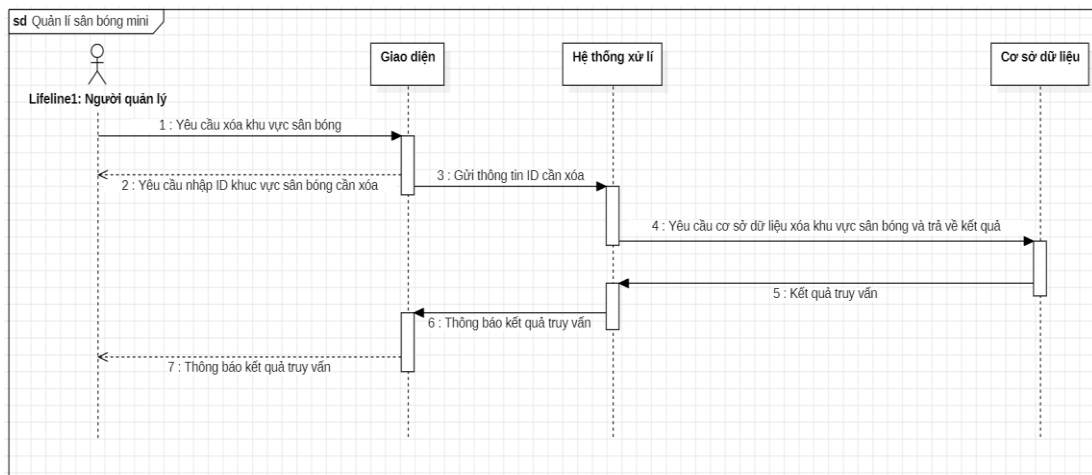 sd Quản lí sân bóng mini
Giao diện
Hệ thống xử lí
Cơ sở dữ liệu
Lifeline1: Người quản lý
1 : Yêu cầu xóa khu vực sân bóng
2 : Yêu cầu nhập ID khuc vực sân bóng cần xóa
3 : Gửi thông tin ID cần xóa
4 : Yêu cầu cơ sở dữ liệu xóa khu vực sân bóng và trả về kết quả
5 : Kết quả truy vấn
6 : Thông báo kết quả truy vấn
7 : Thông báo kết quả truy vấn